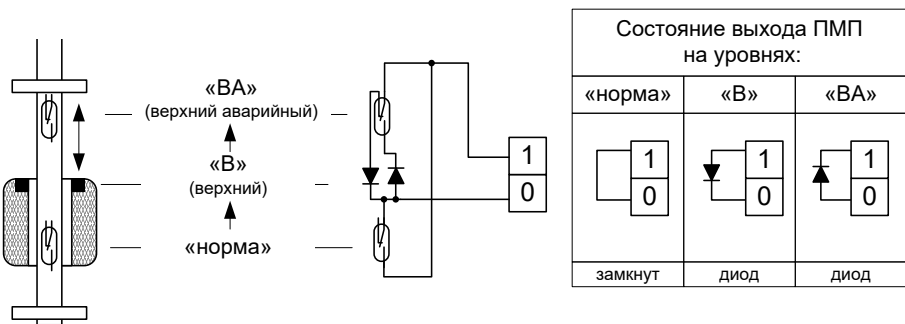 «ВА»
(верхний аварийный)
«В»
(верхний)
«норма»
1
0
Состояние выхода ПМП
на уровнях:
«норма» «В» «ВА»
1 1 1
0 0 0
замкнут диод диод